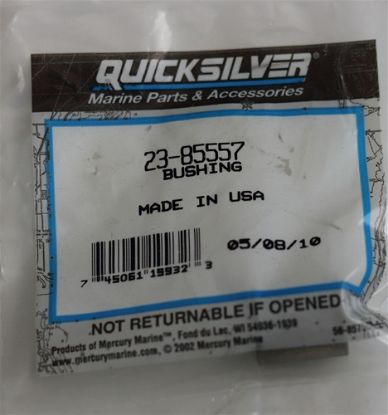 QUICKSILVER
Marine Parts & Accessories
23-85557
BUSHING
MADE IN USA
05/08/10
7 45061 15932 3
NOT RETURNABLE IF OPENED
Products of Mercury Marine™, Fond du Lac, WI 54936-1939
www.mercurymarine.com, © 2002 Mercury Marine